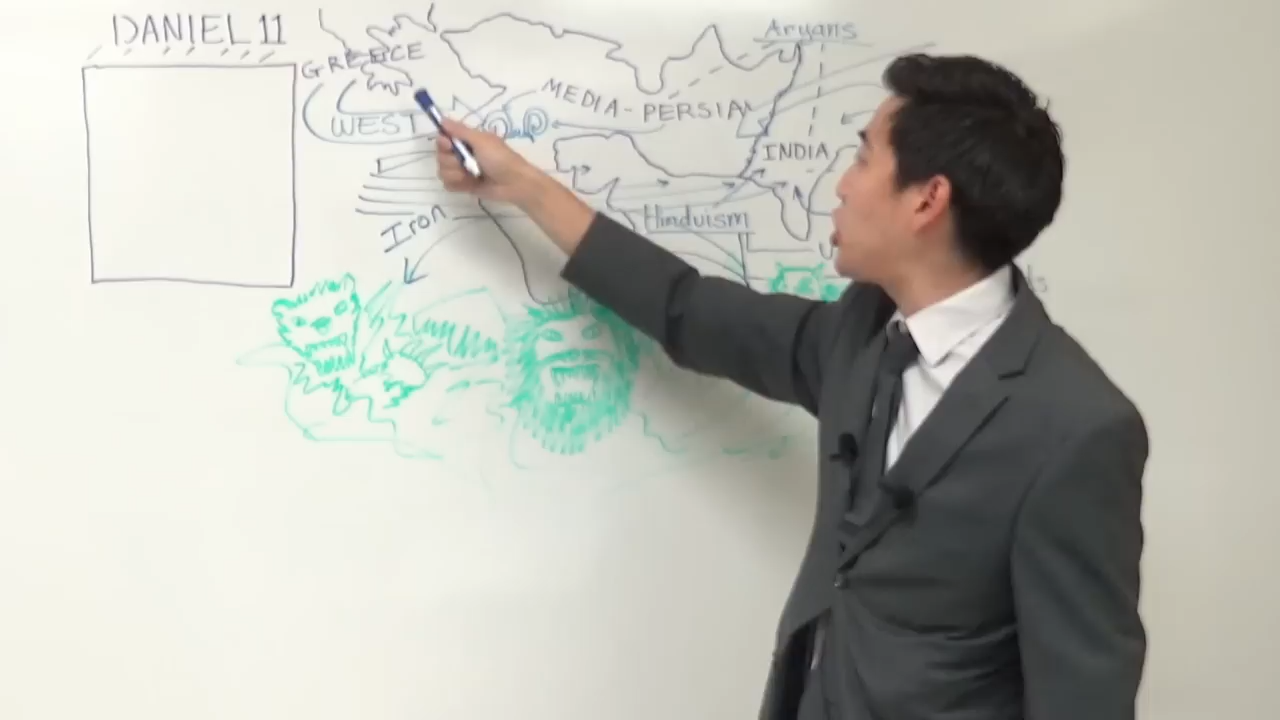 DANIEL 11
GREECE
Aryans
MEDIA-PERSIA
WEST
INDIA
Iron
Hinduism